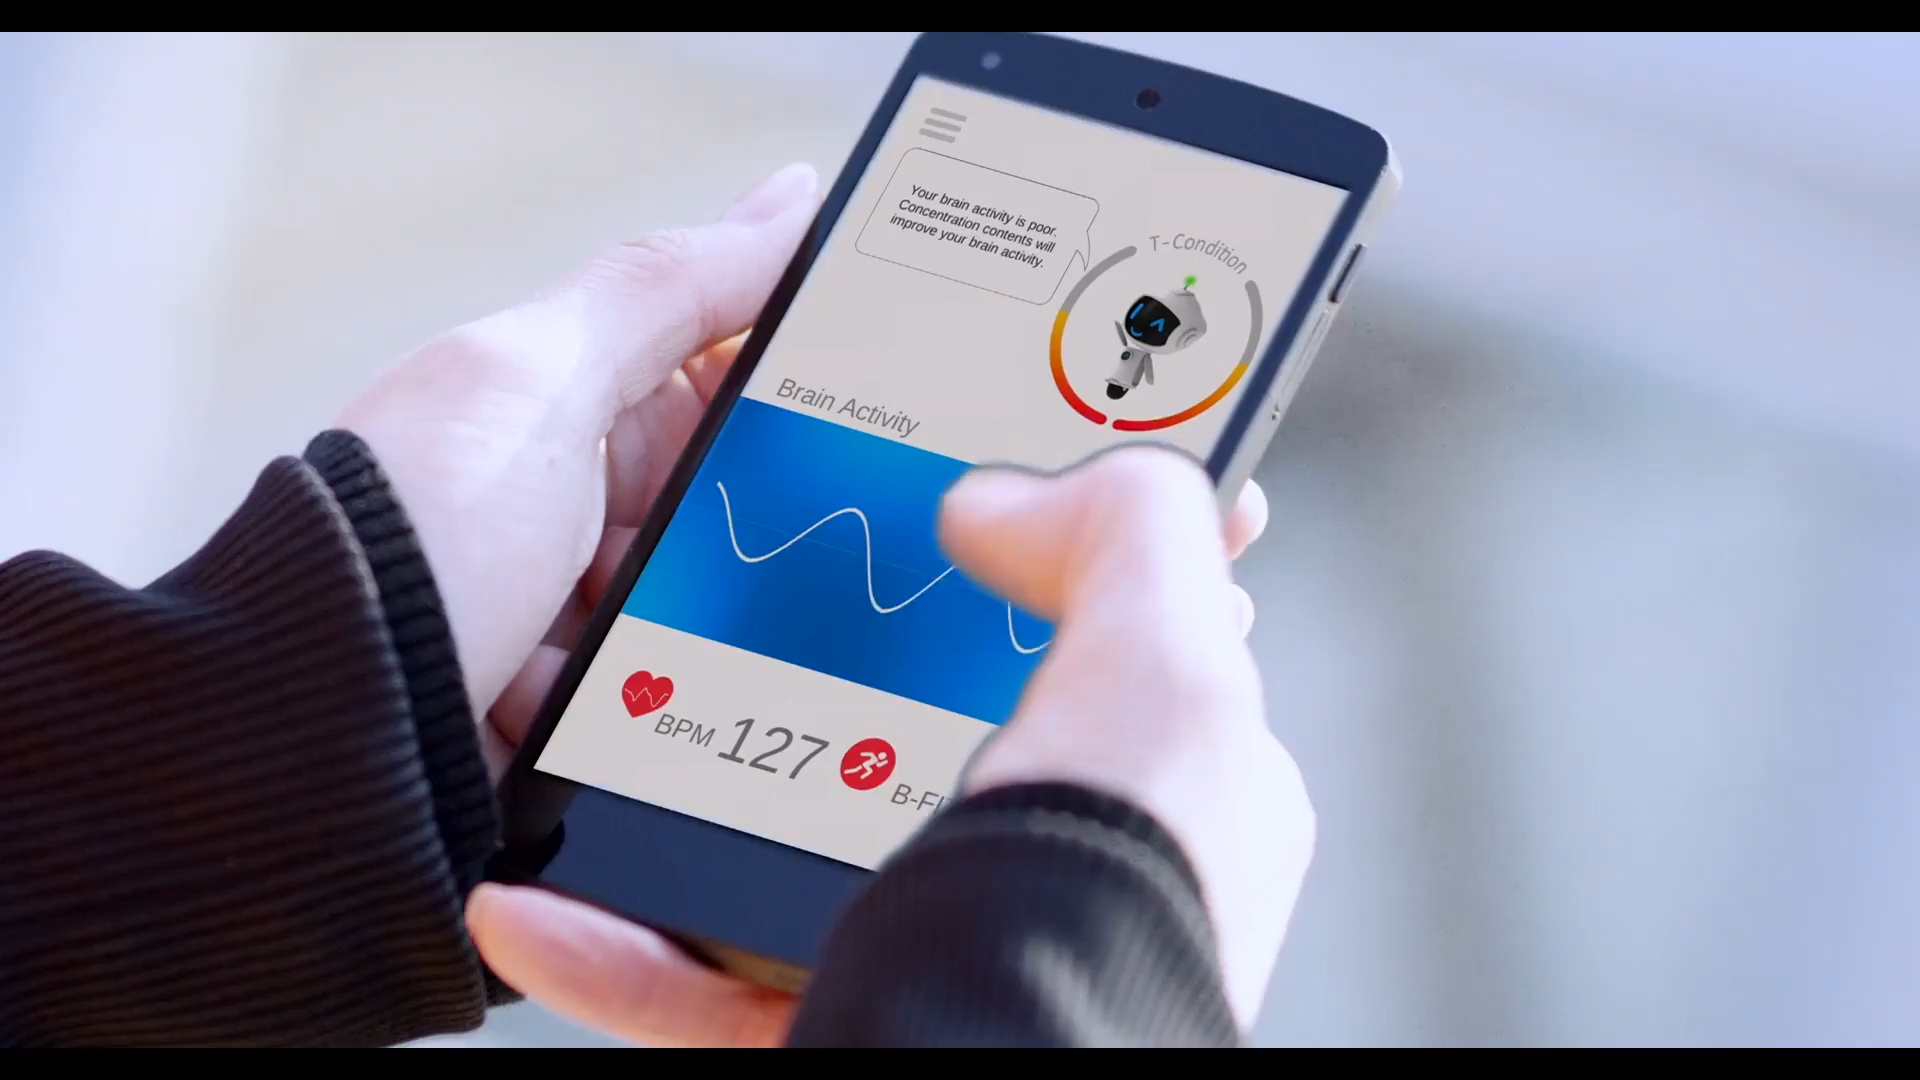 Your brain activity is poor.
Concentration contents will
improve your brain activity.
T-Condition
Brain Activity
BPM 127